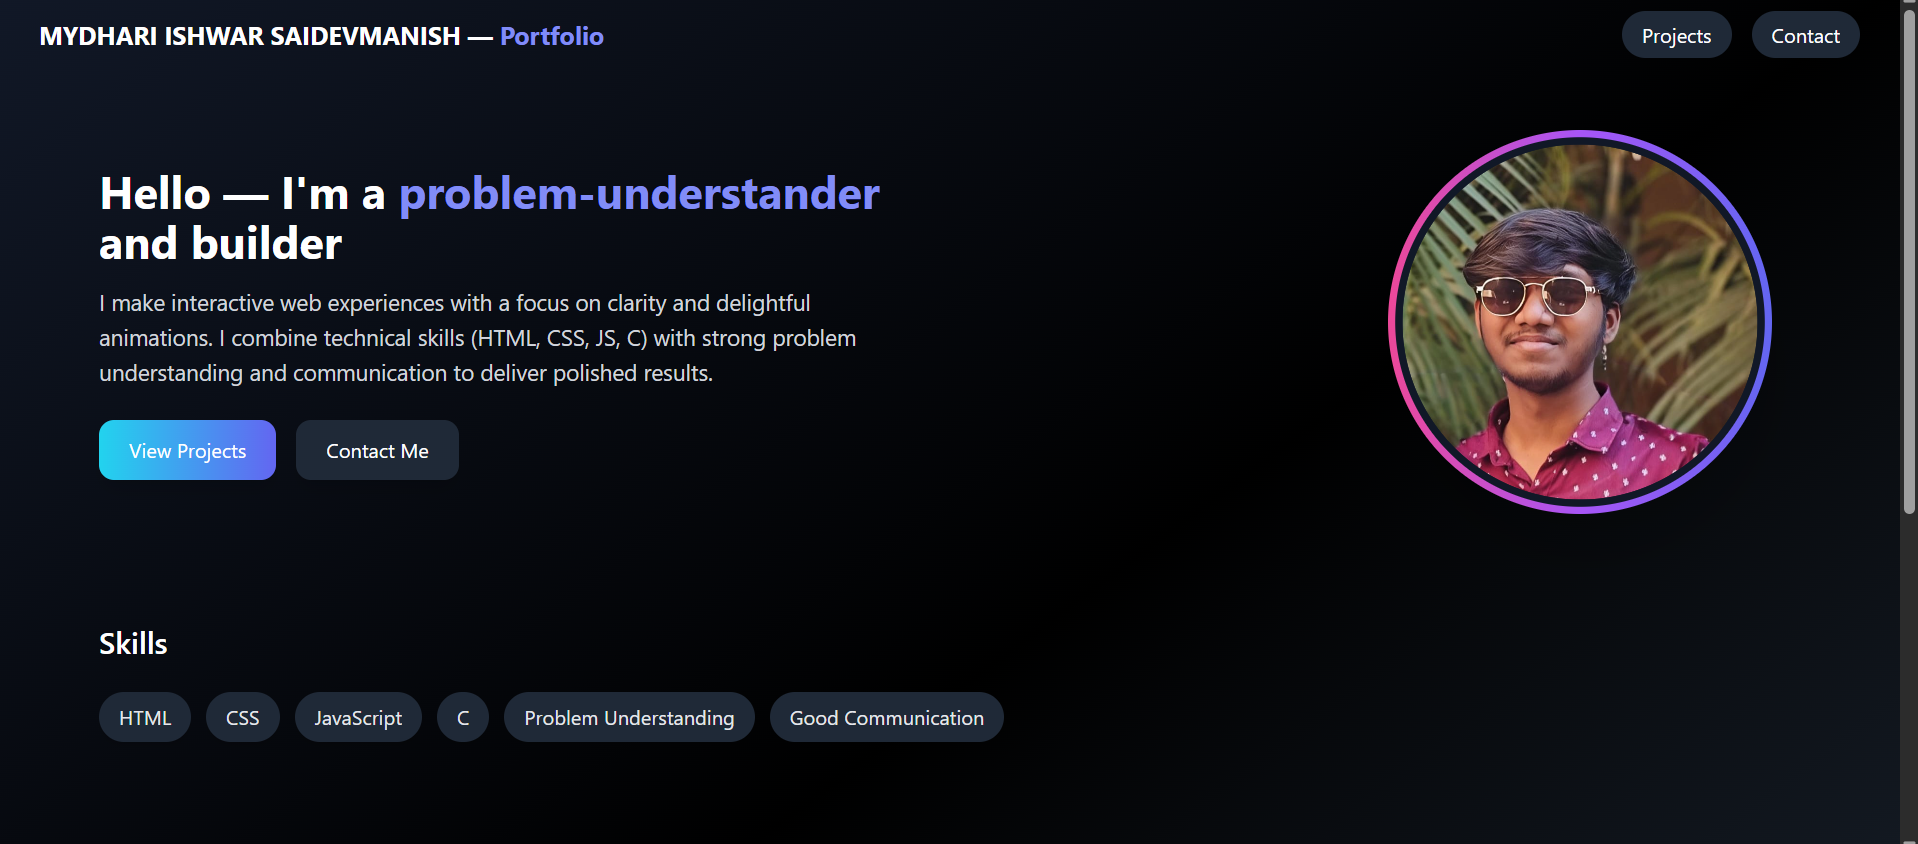 MYDHARI ISHWAR SAIDEVMANISH — Portfolio
Projects
Contact
Hello — I'm a problem-understander
and builder
I make interactive web experiences with a focus on clarity and delightful
animations. I combine technical skills (HTML, CSS, JS, C) with strong problem
understanding and communication to deliver polished results.
View Projects
Contact Me
Skills
HTML
CSS
JavaScript
C
Problem Understanding
Good Communication